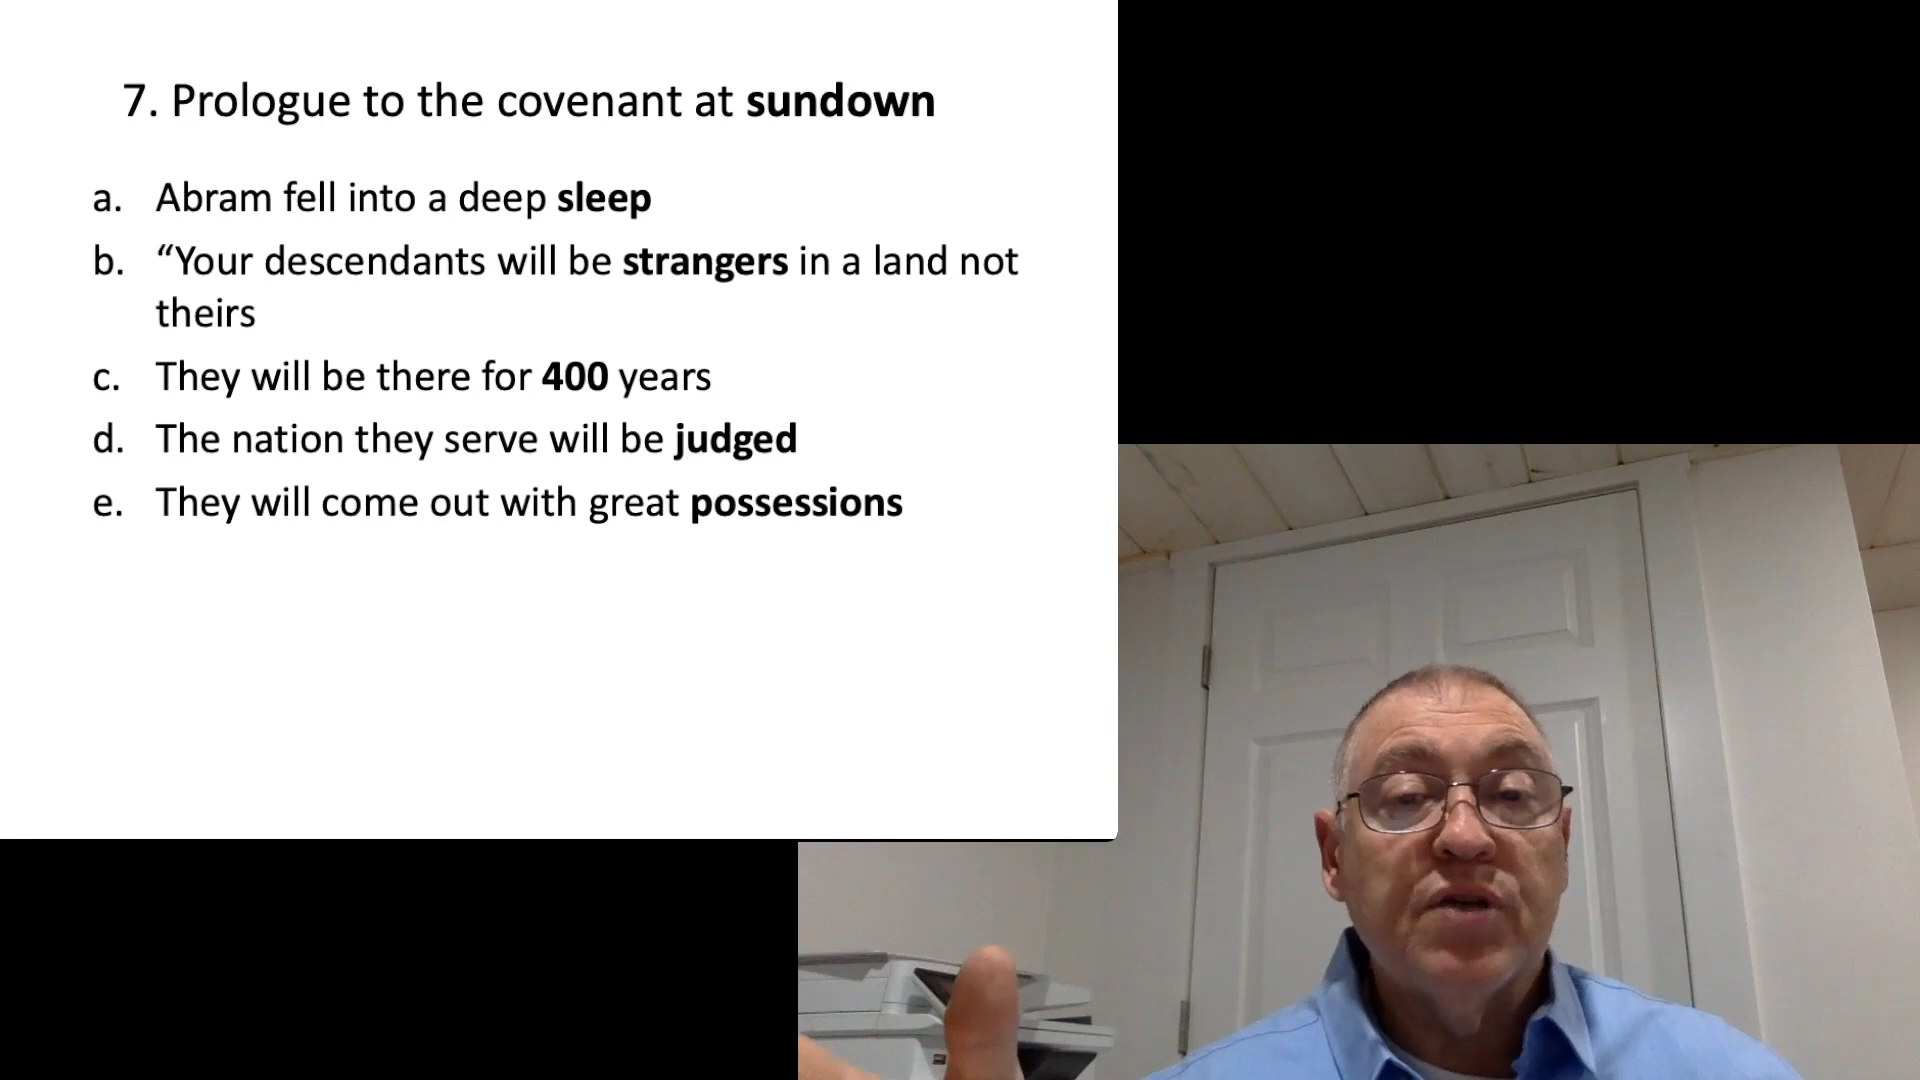 7. Prologue to the covenant at sundown
a. Abram fell into a deep sleep
b. “Your descendants will be strangers in a land not
theirs
c. They will be there for 400 years
d. The nation they serve will be judged
e. They will come out with great possessions